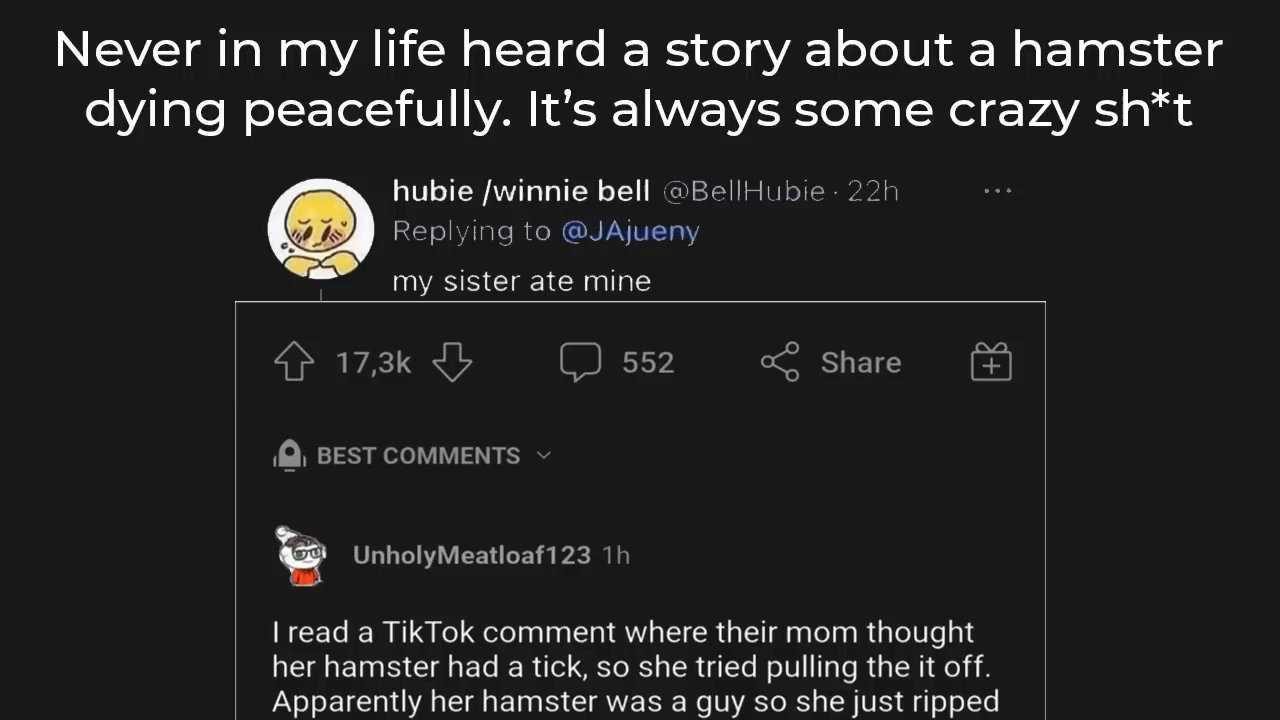 Never in my life heard a story about a hamster
dying peacefully. It’s always some crazy sh*t
hubie /winnie bell @BellHubie · 22h
Replying to @JAjueny
my sister ate mine
17,3k 552 Share
BEST COMMENTS
UnholyMeatloaf123 1h
I read a TikTok comment where their mom thought
her hamster had a tick, so she tried pulling the it off.
Apparently her hamster was a guy so she just ripped